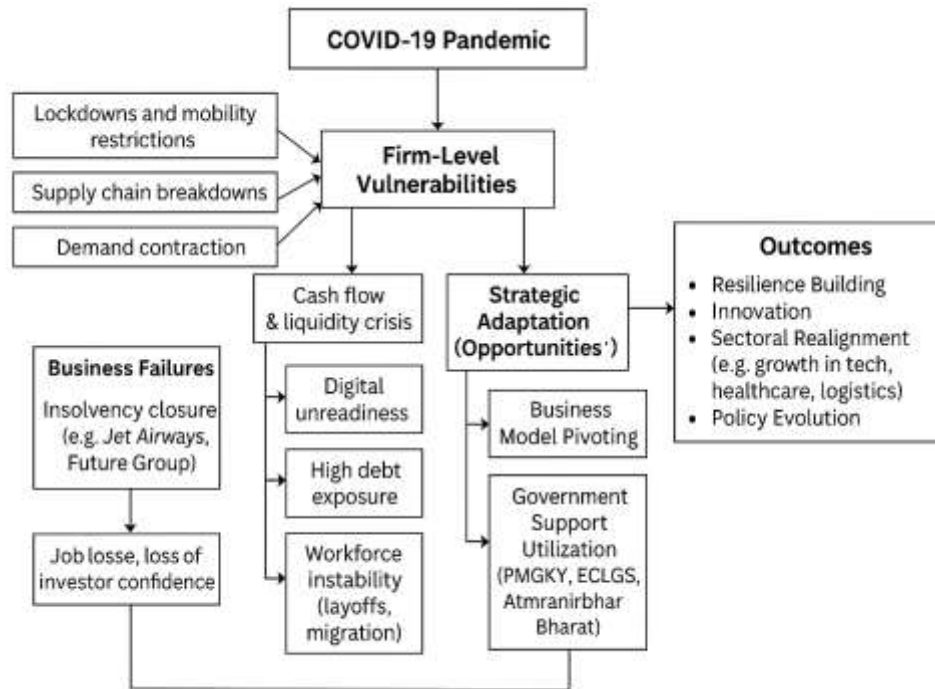 COVID-19 Pandemic
Lockdowns and mobility
restrictions
Supply chain breakdowns
Demand contraction
Firm-Level
Vulnerabilities
Cash flow
& liquidity crisis
Digital
unreadiness
High debt
exposure
Workforce
instability
(layoffs,
migration)
Strategic
Adaptation
(Opportunities˙)
Business
Model Pivoting
Government
Support
Utilization
(PMGKY, ECLGS,
Atmranirbhar
Bharat)
Outcomes
• Resilience Building
• Innovation
• Sectoral Realignment
(e.g. growth in tech,
healthcare, logistics)
• Policy Evolution
Business Failures
Insolvency closure
(e.g. Jet Airways,
Future Group)
Job losse, loss of
investor confidence